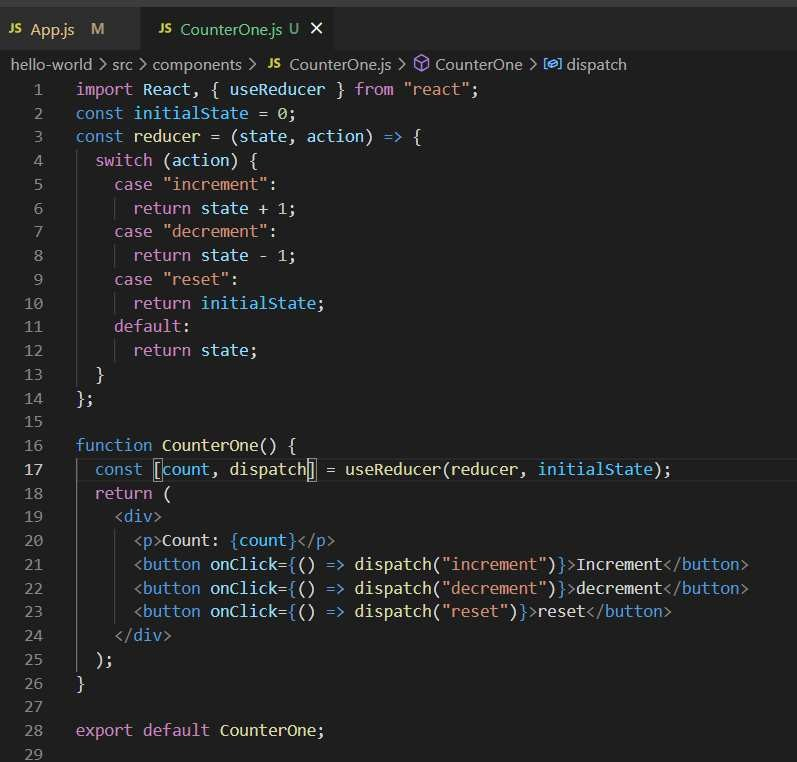 JS App.js M JS CounterOne.js U ×
hello-world > src > components > JS CounterOne.js > CounterOne > dispatch
1 import React, { useReducer } from "react";
2 const initialState = 0;
3 const reducer = (state, action) => {
4   switch (action) {
5     case "increment":
6       return state + 1;
7     case "decrement":
8       return state - 1;
9     case "reset":
10       return initialState;
11     default:
12       return state;
13   }
14 };
15
16 function CounterOne() {
17   const [count, dispatch] = useReducer(reducer, initialState);
18   return (
19     <div>
20       <p>Count: {count}</p>
21       <button onClick={() => dispatch("increment")}>Increment</button>
22       <button onClick={() => dispatch("decrement")}>decrement</button>
23       <button onClick={() => dispatch("reset")}>reset</button>
24     </div>
25   );
26 }
27
28 export default CounterOne;
29